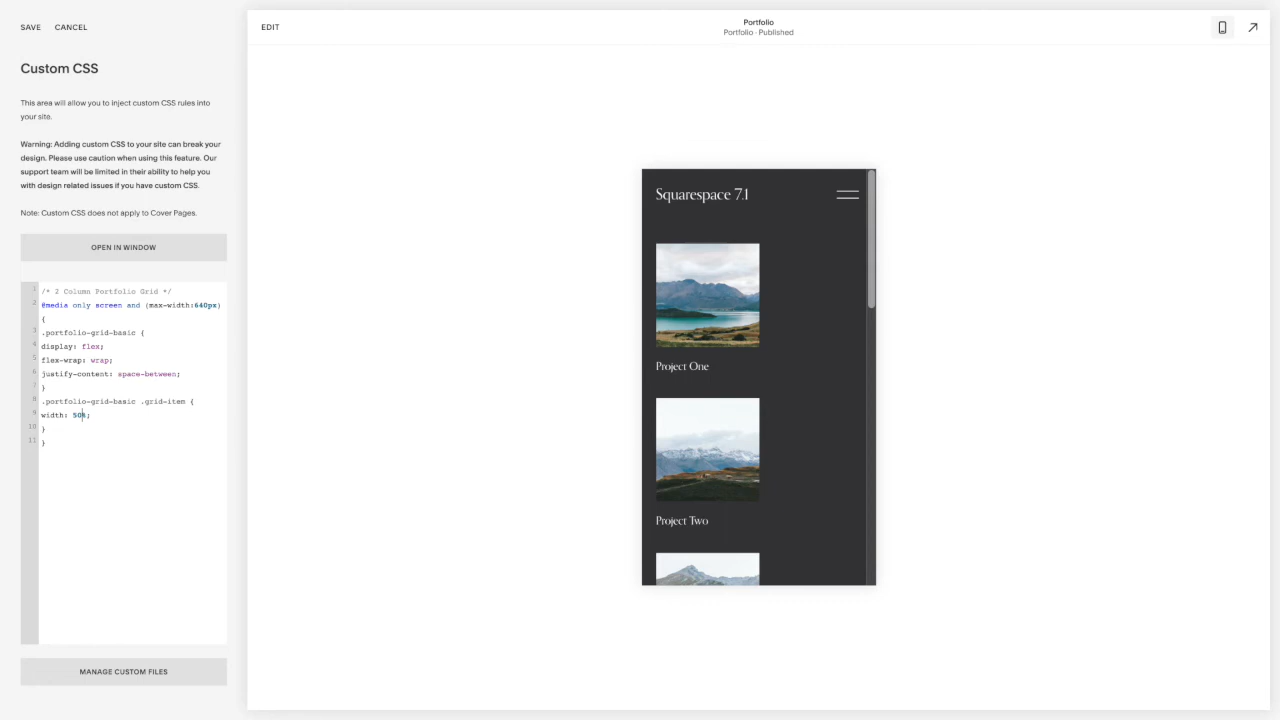 SAVE CANCEL
EDIT
Portfolio
Portfolio · Published
Custom CSS
This area will allow you to inject custom CSS rules into
your site.
Warning: Adding custom CSS to your site can break your
design. Please use caution when using this feature. Our
support team will be limited in their ability to help you
with design related issues if you have custom CSS.
Note: Custom CSS does not apply to Cover Pages.
OPEN IN WINDOW
1 /* 2 Column Portfolio Grid */
2 @media only screen and (max-width:640px)
{
3 .portfolio-grid-basic {
4 display: flex;
5 flex-wrap: wrap;
6 justify-content: space-between;
7 }
8 .portfolio-grid-basic .grid-item {
9 width: 50%;
10 }
11 }
MANAGE CUSTOM FILES
Squarespace 7.1
Project One
Project Two